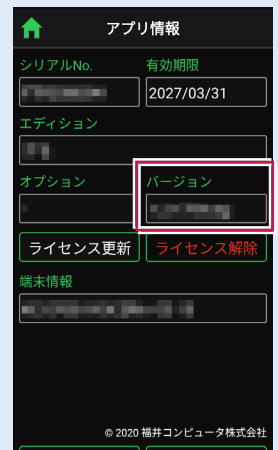 アプリ情報
シリアルNo. 有効期限
2027/03/31
エディション
オプション バージョン
ライセンス更新 ライセンス解除
端末情報
© 2020 福井コンピュータ株式会社